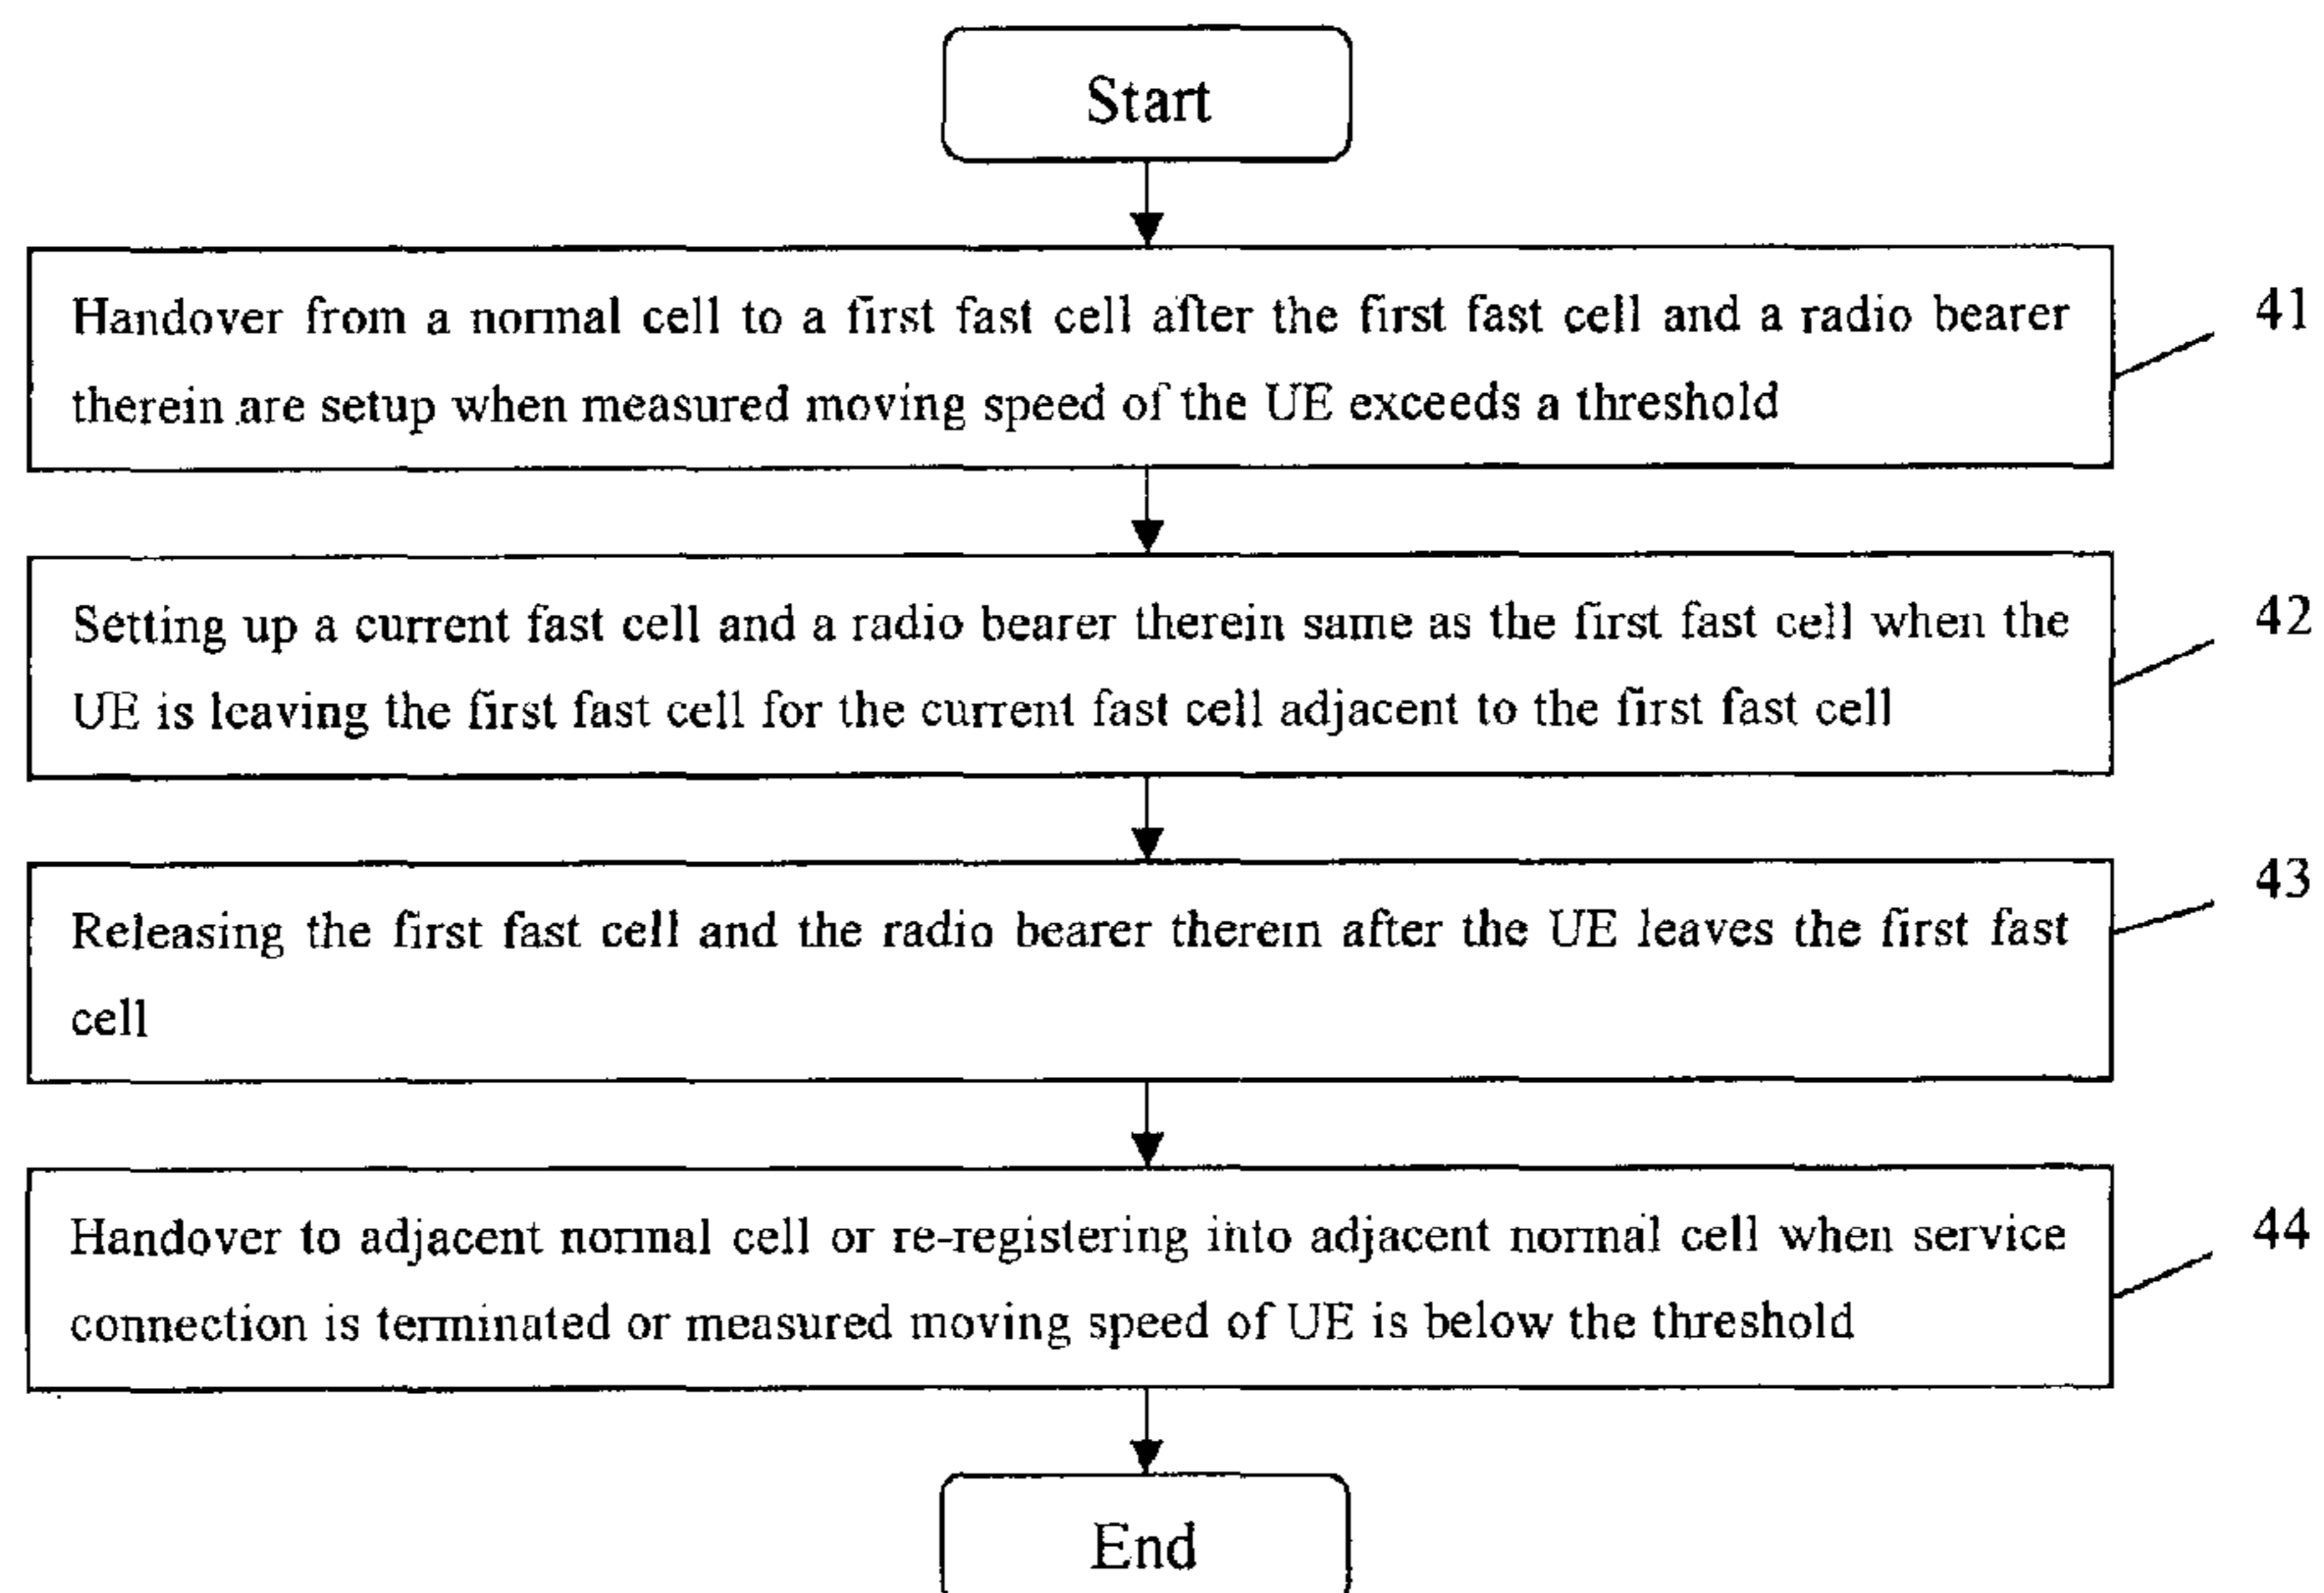 Start
Handover from a normal cell to a first fast cell after the first fast cell and a radio bearer
therein are setup when measured moving speed of the UE exceeds a threshold
41
Setting up a current fast cell and a radio bearer therein same as the first fast cell when the
UE is leaving the first fast cell for the current fast cell adjacent to the first fast cell
42
Releasing the first fast cell and the radio bearer therein after the UE leaves the first fast
cell
43
Handover to adjacent normal cell or re-registering into adjacent normal cell when service
connection is terminated or measured moving speed of UE is below the threshold
44
End